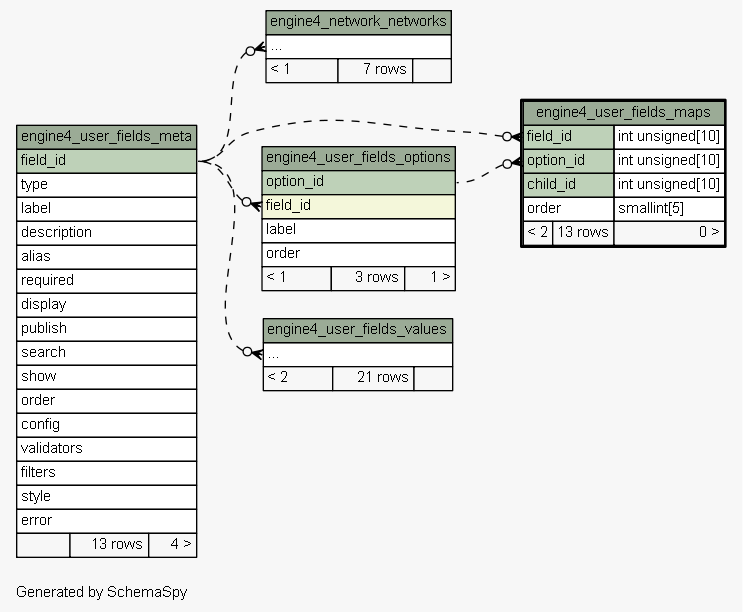 engine4_network_networks
...
< 1 7 rows
engine4_user_fields_meta
field_id
type
label
description
alias
required
display
publish
search
show
order
config
validators
filters
style
error
13 rows 4 >
engine4_user_fields_options
option_id
field_id
label
order
< 1 3 rows 1 >
engine4_user_fields_values
...
< 2 21 rows
engine4_user_fields_maps
field_id int unsigned[10]
option_id int unsigned[10]
child_id int unsigned[10]
order smallint[5]
< 2 13 rows 0 >
Generated by SchemaSpy